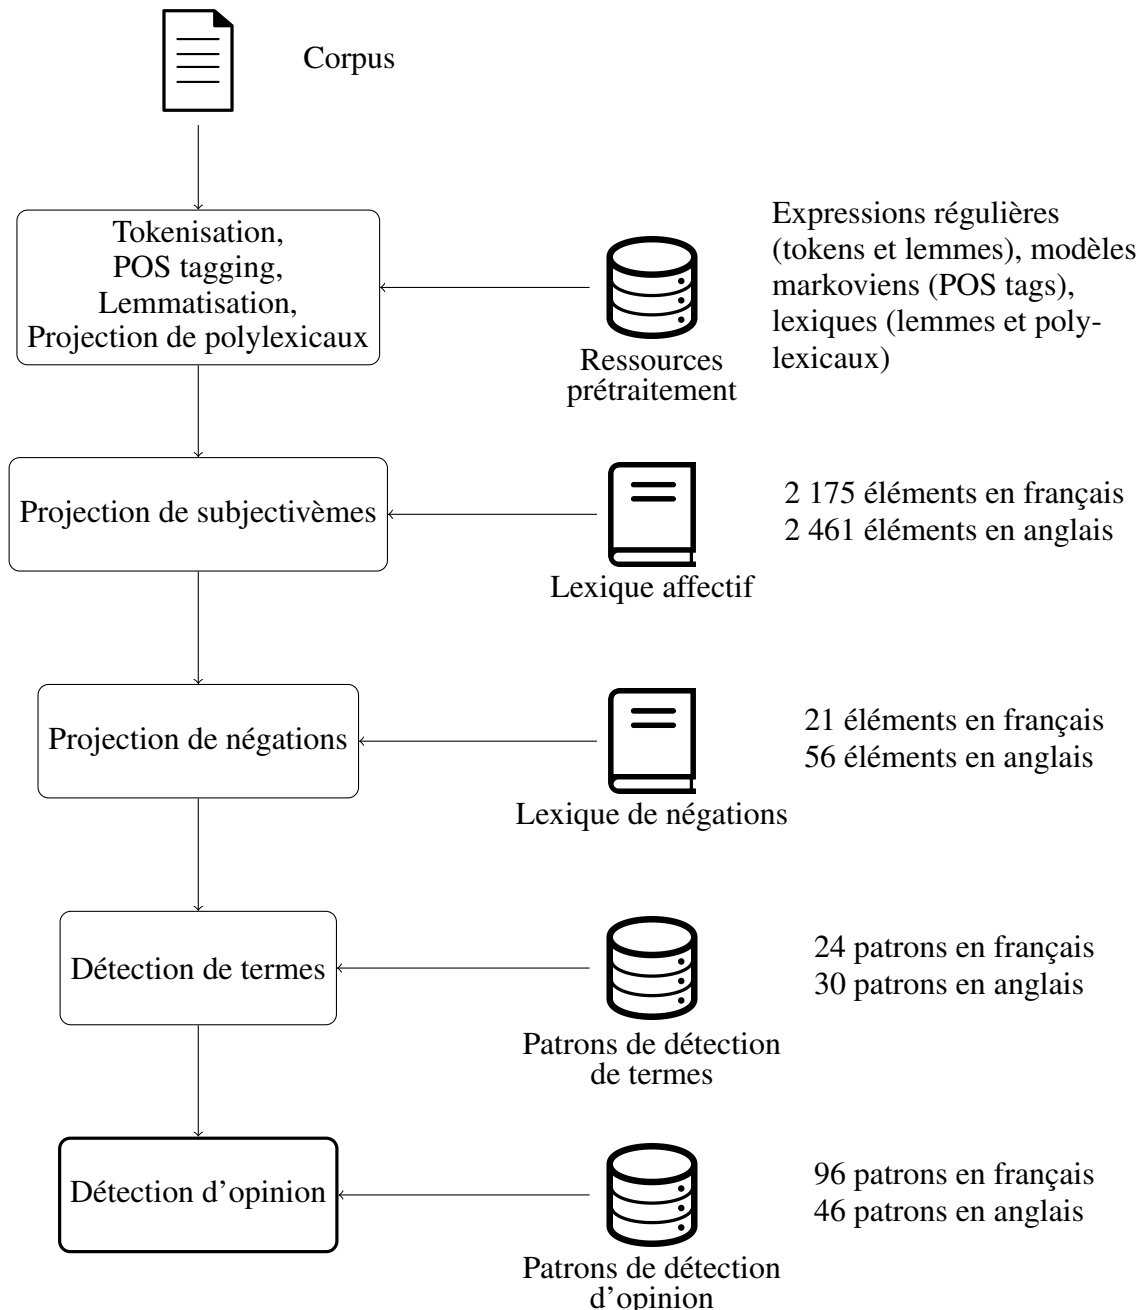 Corpus
Tokenisation,
POS tagging,
Lemmatisation,
Projection de polylexicaux
Ressources
prétraitement
Expressions régulières
(tokens et lemmes), modèles
markoviens (POS tags),
lexiques (lemmes et poly-
lexicaux)
Projection de subjectivèmes
Lexique affectif
2 175 éléments en français
2 461 éléments en anglais
Projection de négations
Lexique de négations
21 éléments en français
56 éléments en anglais
Détection de termes
Patrons de détection
de termes
24 patrons en français
30 patrons en anglais
Détection d’opinion
Patrons de détection
d’opinion
96 patrons en français
46 patrons en anglais